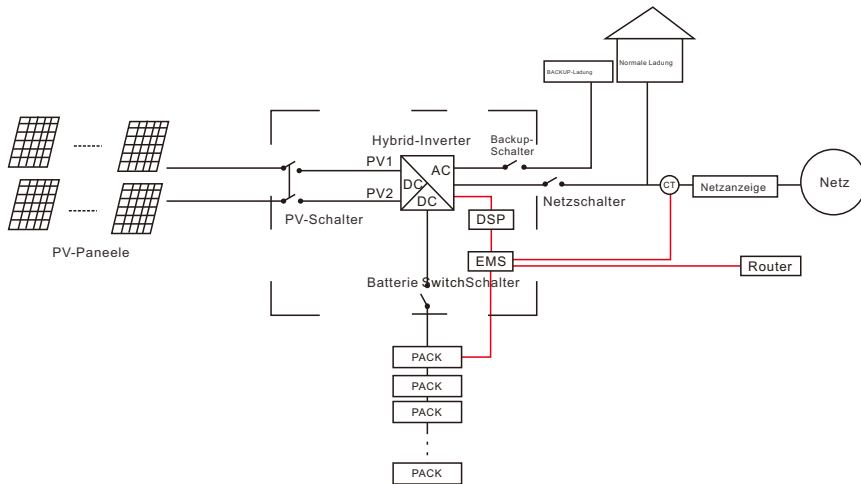 BACKUP-Ladung
Normale Ladung
Hybrid-Inverter
Backup-
Schalter
PV1
AC
DC
DC
PV2
PV-Schalter
Netzschalter
CT
Netzanzeige
Netz
DSP
PV-Paneele
EMS
Router
Batterie SwitchSchalter
PACK
PACK
PACK
PACK